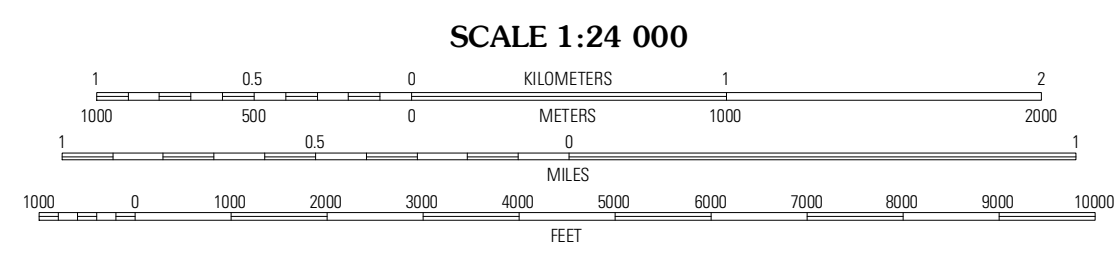 SCALE 1:24 000
1 0.5 0 KILOMETERS 1 2
1000 500 0 METERS 1000 2000
1 0.5 0 1
MILES
1000 0 1000 2000 3000 4000 5000 6000 7000 8000 9000 10000
FEET